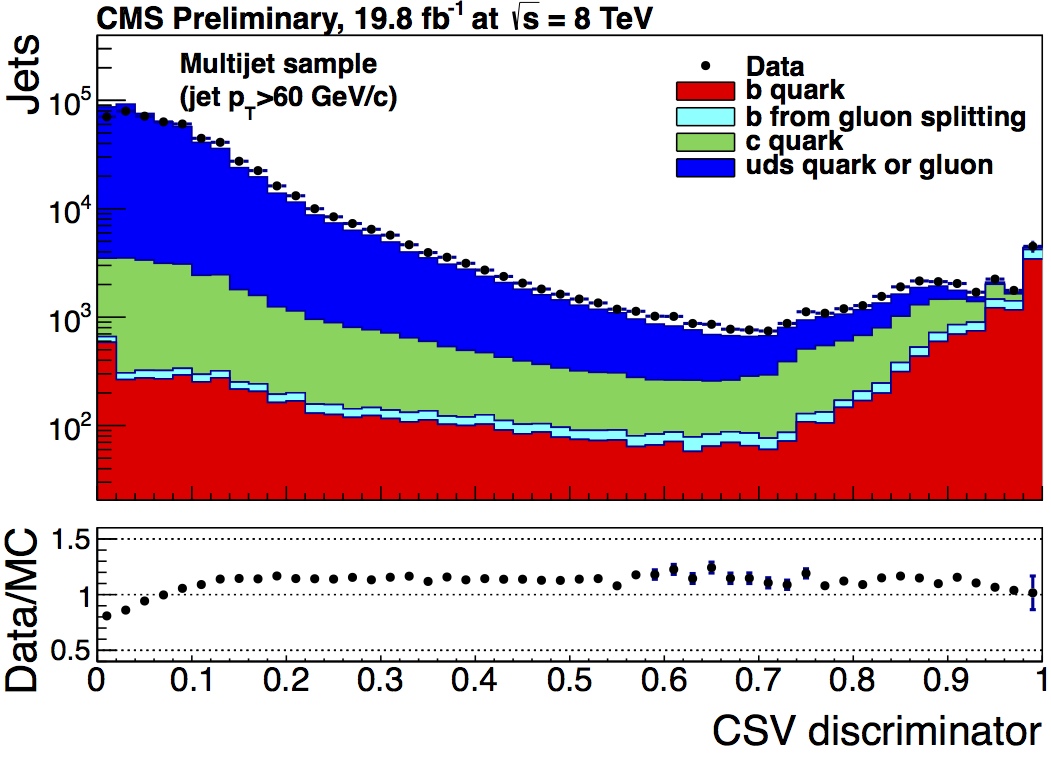 CMS Preliminary, 19.8 fb⁻¹ at √s = 8 TeV
Jets
Multijet sample
(jet p_T>60 GeV/c)
Data
b quark
b from gluon splitting
c quark
uds quark or gluon
10⁵
10⁴
10³
10²
Data/MC
1.5
1
0.5
0 0.1 0.2 0.3 0.4 0.5 0.6 0.7 0.8 0.9 1
CSV discriminator